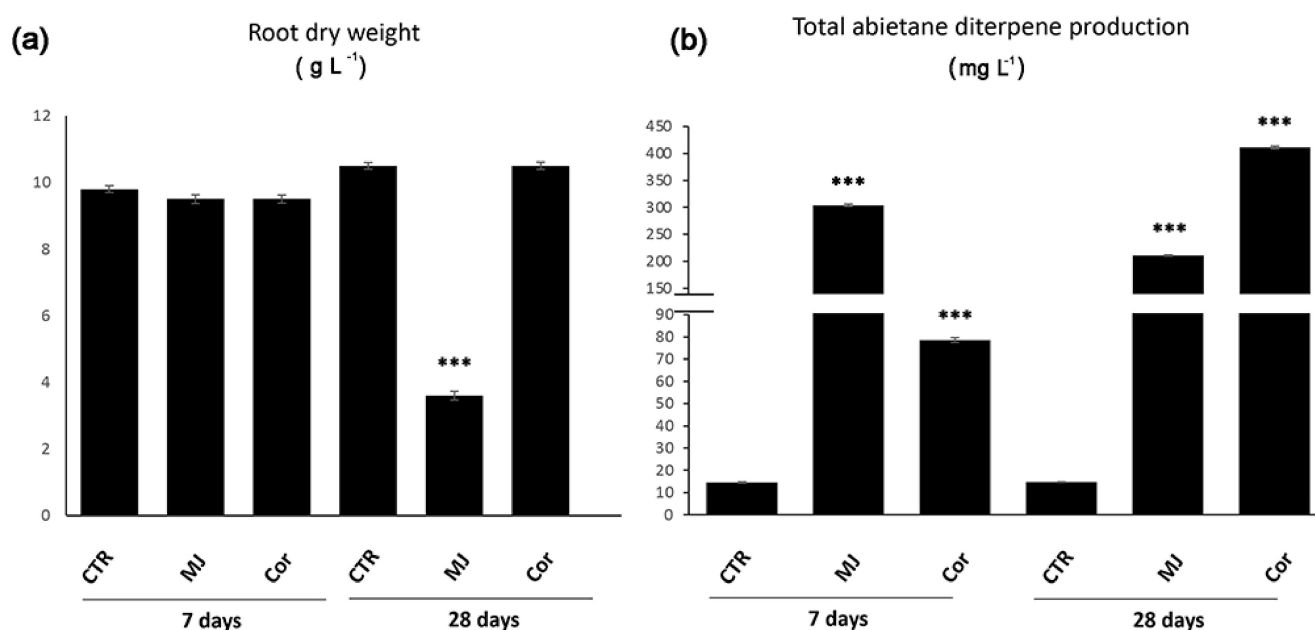 (a)
Root dry weight
( g L ⁻¹)
12
10
8
6
4
2
0
***
CTR
MJ
Cor
CTR
MJ
Cor
7 days
28 days
(b)
Total abietane diterpene production
(mg L⁻¹)
450
400
350
300
250
200
150
90
80
70
60
50
40
30
20
10
0
***
***
***
***
CTR
MJ
Cor
CTR
MJ
Cor
7 days
28 days